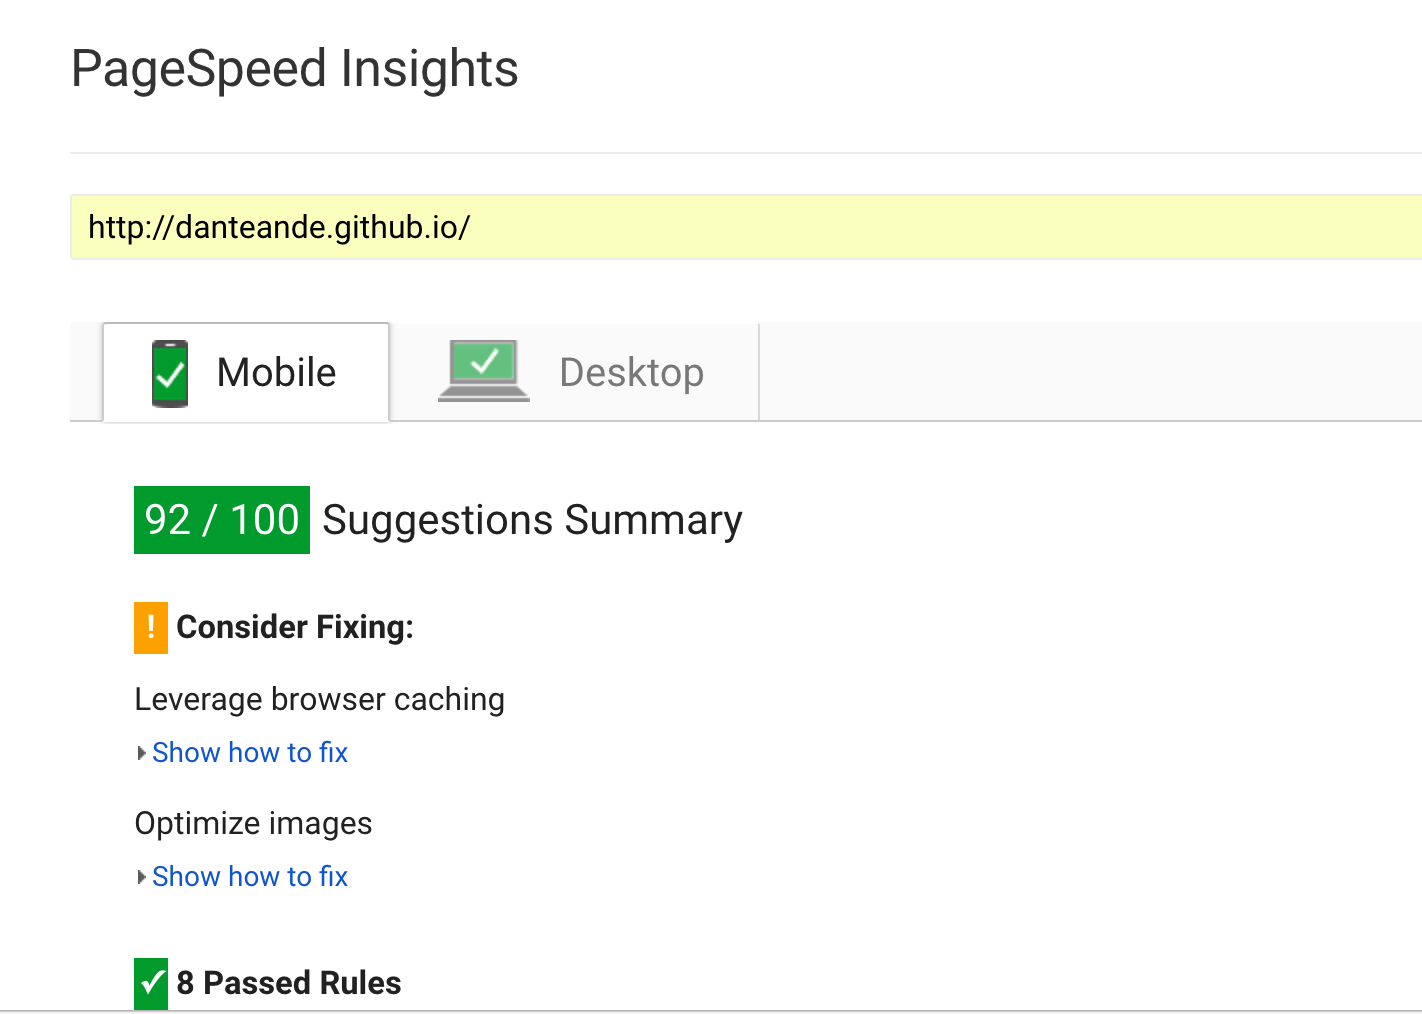 PageSpeed Insights
http://danteande.github.io/
Mobile
Desktop
92 / 100 Suggestions Summary
! Consider Fixing:
Leverage browser caching
Show how to fix
Optimize images
Show how to fix
8 Passed Rules